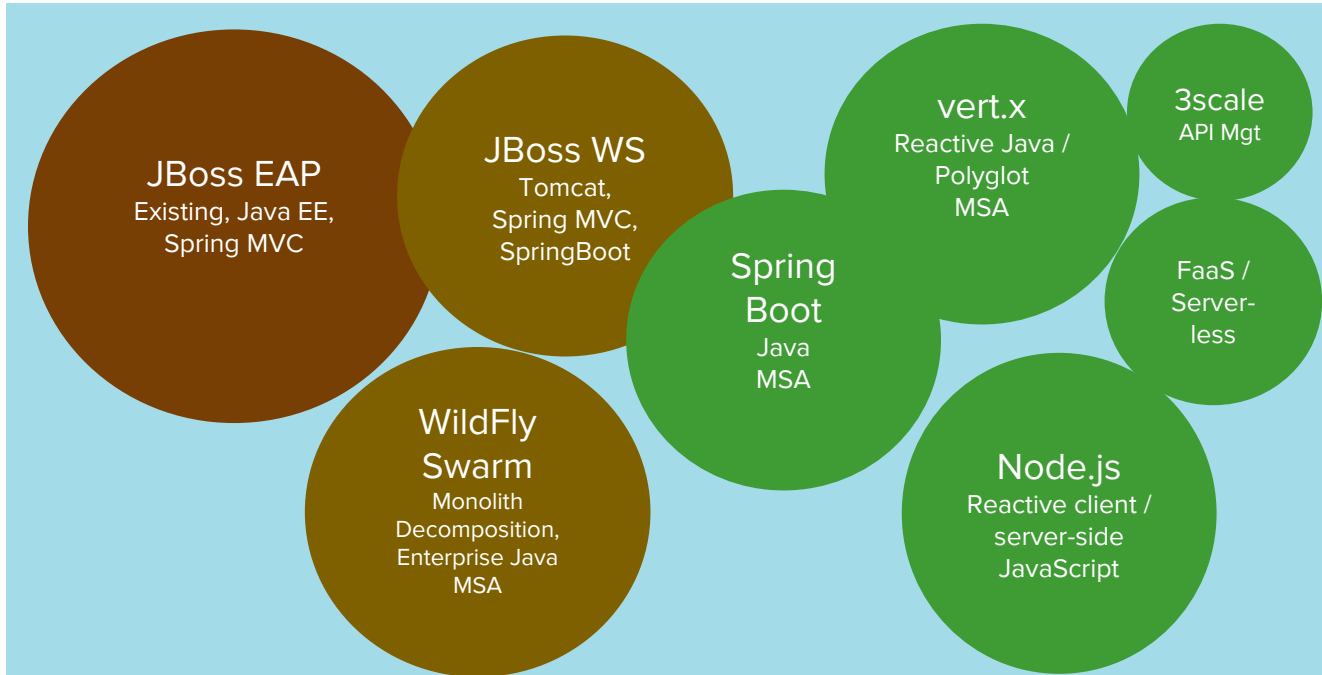 JBoss EAP
Existing, Java EE,
Spring MVC
JBoss WS
Tomcat,
Spring MVC,
SpringBoot
WildFly
Swarm
Monolith
Decomposition,
Enterprise Java
MSA
Spring
Boot
Java
MSA
vert.x
Reactive Java /
Polyglot
MSA
3scale
API Mgt
FaaS /
Server-
less
Node.js
Reactive client /
server-side
JavaScript